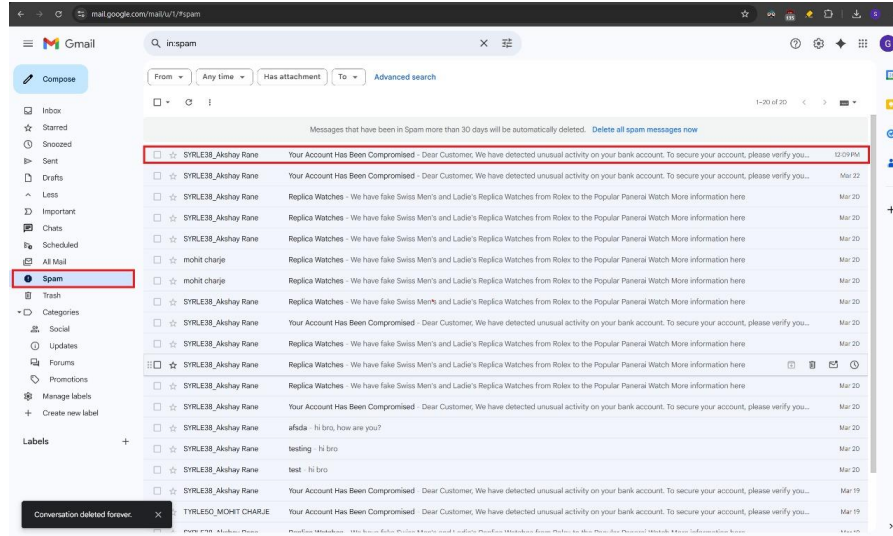 mail.google.com/mail/u/1/#spam
Gmail
in:spam
G
Compose
From Any time Has attachment To Advanced search
1-20 of 20
Inbox
Starred
Snoozed
Sent
Drafts
Less
Important
Chats
Scheduled
All Mail
Spam
Trash
Categories
Social
Updates
Forums
Promotions
Manage labels
Create new label
Labels
Messages that have been in Spam more than 30 days will be automatically deleted. Delete all spam messages now
SYRLE38_Akshay Rane Your Account Has Been Compromised - Dear Customer, We have detected unusual activity on your bank account. To secure your account, please verify you... 12:09 PM
SYRLE38_Akshay Rane Your Account Has Been Compromised - Dear Customer, We have detected unusual activity on your bank account. To secure your account, please verify you... Mar 22
SYRLE38_Akshay Rane Replica Watches - We have fake Swiss Men's and Ladie's Replica Watches from Rolex to the Popular Panerai Watch More information here Mar 20
SYRLE38_Akshay Rane Replica Watches - We have fake Swiss Men's and Ladie's Replica Watches from Rolex to the Popular Panerai Watch More information here Mar 20
SYRLE38_Akshay Rane Replica Watches - We have fake Swiss Men's and Ladie's Replica Watches from Rolex to the Popular Panerai Watch More information here Mar 20
mohit charje Replica Watches - We have fake Swiss Men's and Ladie's Replica Watches from Rolex to the Popular Panerai Watch More information here Mar 20
mohit charje Replica Watches - We have fake Swiss Men's and Ladie's Replica Watches from Rolex to the Popular Panerai Watch More information here Mar 20
SYRLE38_Akshay Rane Replica Watches - We have fake Swiss Men's and Ladie's Replica Watches from Rolex to the Popular Panerai Watch More information here Mar 20
SYRLE38_Akshay Rane Your Account Has Been Compromised - Dear Customer, We have detected unusual activity on your bank account. To secure your account, please verify you... Mar 20
SYRLE38_Akshay Rane Replica Watches - We have fake Swiss Men's and Ladie's Replica Watches from Rolex to the Popular Panerai Watch More information here Mar 20
SYRLE38_Akshay Rane Replica Watches - We have fake Swiss Men's and Ladie's Replica Watches from Rolex to the Popular Panerai Watch More information here
SYRLE38_Akshay Rane Replica Watches - We have fake Swiss Men's and Ladie's Replica Watches from Rolex to the Popular Panerai Watch More information here Mar 20
SYRLE38_Akshay Rane Your Account Has Been Compromised - Dear Customer, We have detected unusual activity on your bank account. To secure your account, please verify you... Mar 20
SYRLE38_Akshay Rane afsda - hi bro, how are you? Mar 20
SYRLE38_Akshay Rane testing - hi bro Mar 20
SYRLE38_Akshay Rane test - hi bro Mar 20
SYRLE38_Akshay Rane Your Account Has Been Compromised - Dear Customer, We have detected unusual activity on your bank account. To secure your account, please verify you... Mar 19
TYRLE50_MOHIT CHARJE Your Account Has Been Compromised - Dear Customer, We have detected unusual activity on your bank account. To secure your account, please verify you... Mar 19
Conversation deleted forever.